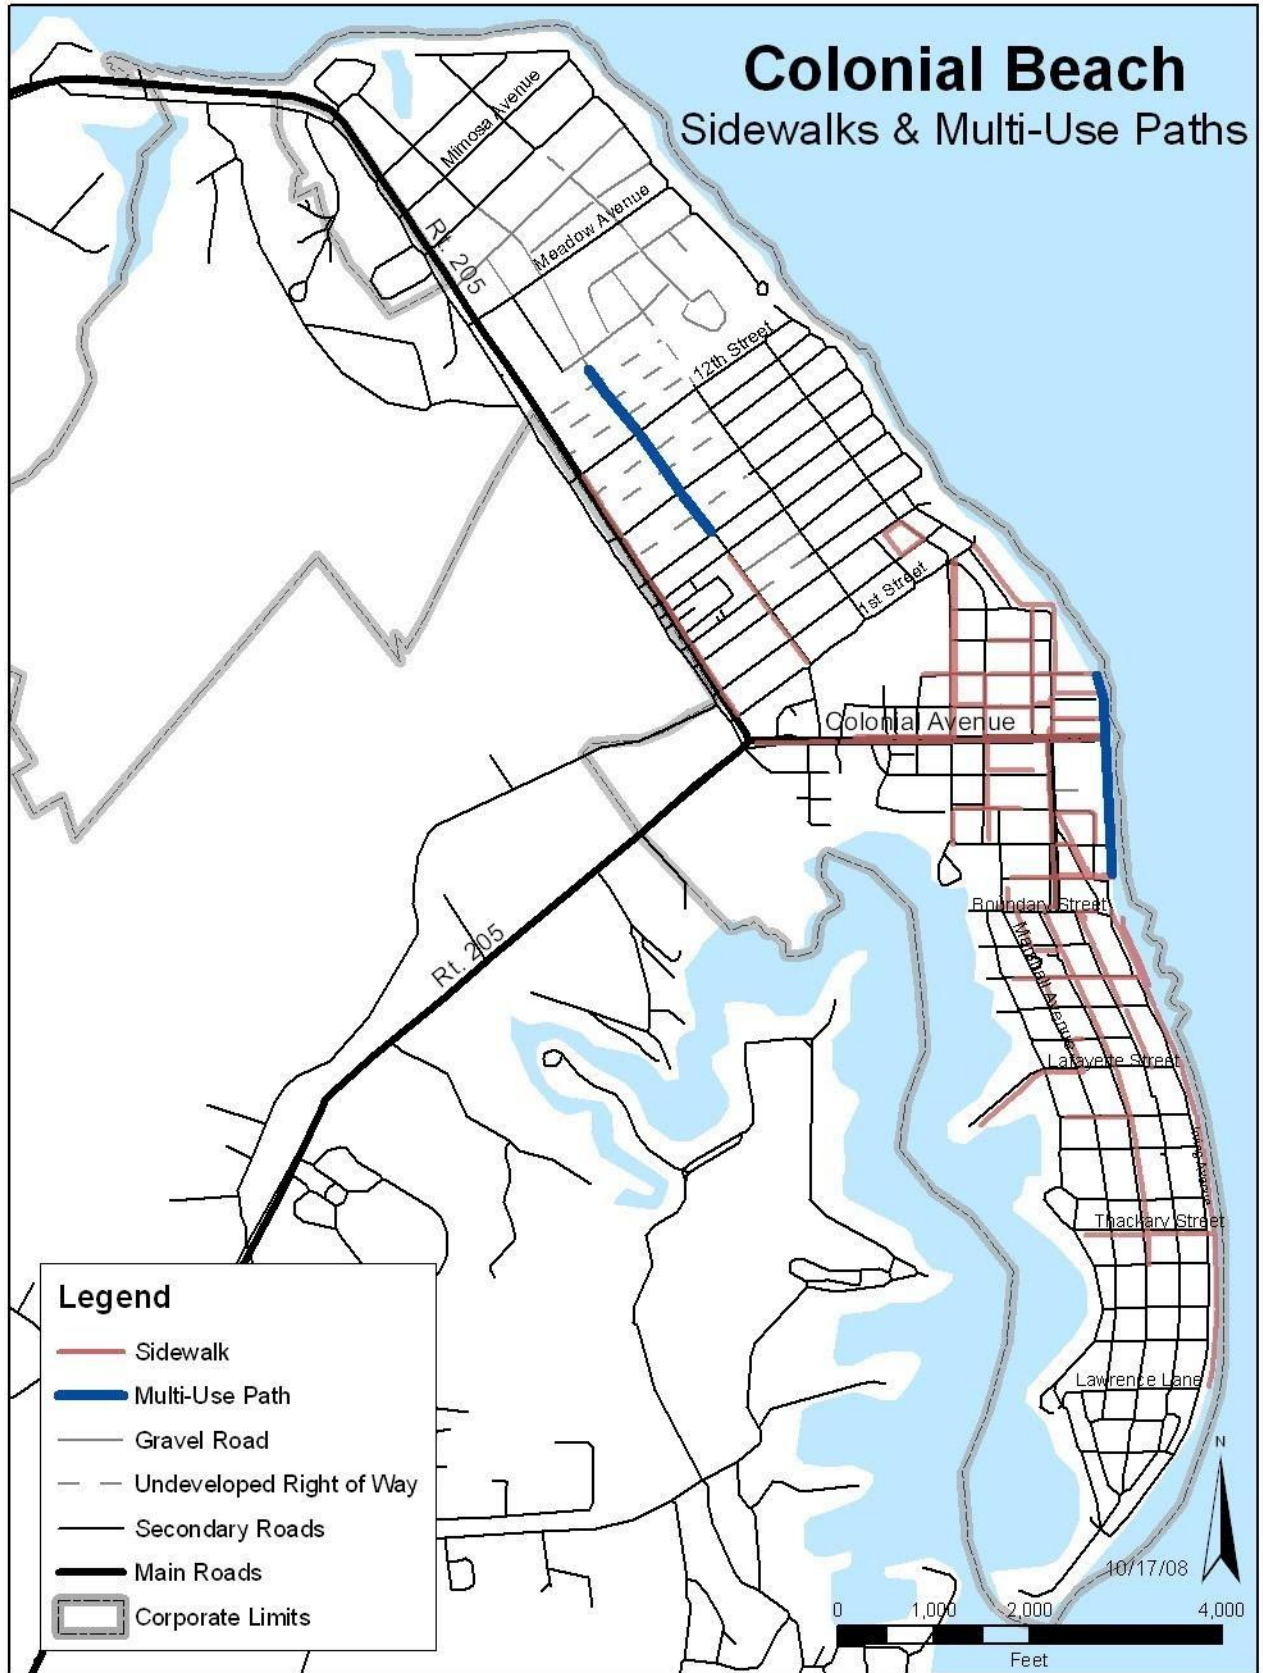 Colonial Beach
Sidewalks & Multi-Use Paths
Mimosa Avenue
Rt. 205
Meadow Avenue
12th Street
1st Street
Colonial Avenue
Boundary Street
Marshall Avenue
Rt. 205
Lafayette Street
Irving Avenue
Thackary Street
Lawrence Lane
Legend
Sidewalk
Multi-Use Path
Gravel Road
Undeveloped Right of Way
Secondary Roads
Main Roads
Corporate Limits
N
10/17/08
0 1,000 2,000 4,000
Feet